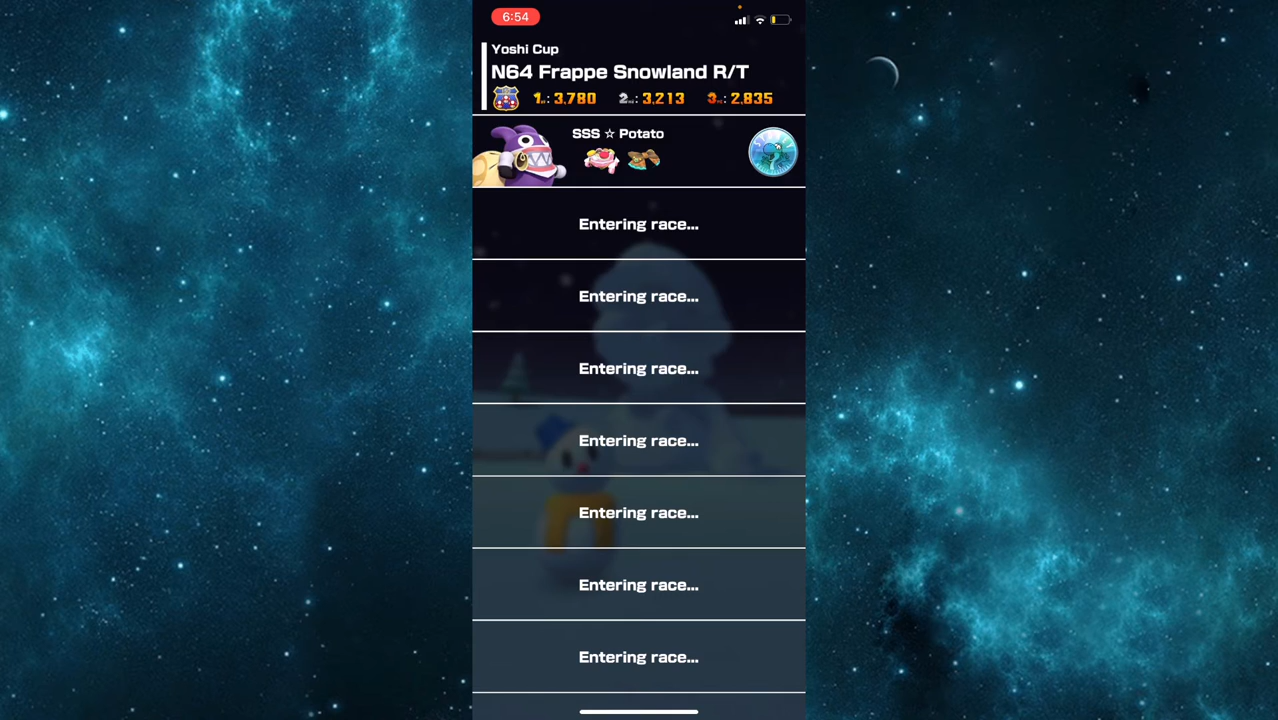 6:54
Yoshi Cup
N64 Frappe Snowland R/T
1st: 3,780 2nd: 3,213 3rd: 2,835
SSS ☆ Potato
Entering race...
Entering race...
Entering race...
Entering race...
Entering race...
Entering race...
Entering race...